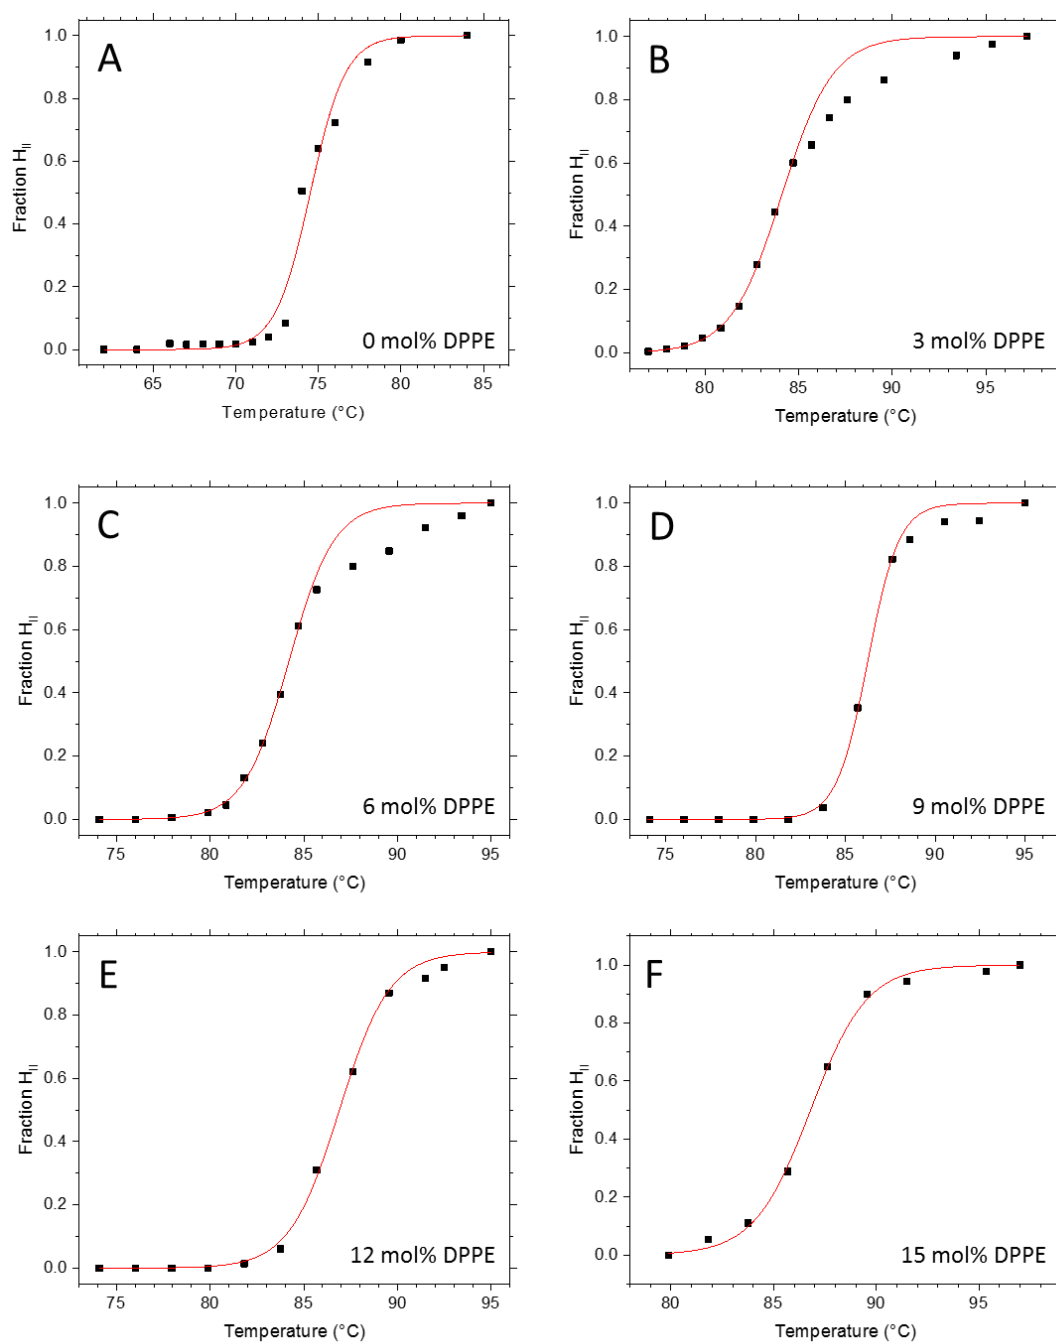 A
1.0
0.8
0.6
0.4
0.2
0.0
Fraction H_II
0 mol% DPPE
65 70 75 80 85
Temperature (°C)
B
1.0
0.8
0.6
0.4
0.2
0.0
Fraction H_II
3 mol% DPPE
80 85 90 95
Temperature (°C)
C
1.0
0.8
0.6
0.4
0.2
0.0
Fraction H_II
6 mol% DPPE
75 80 85 90 95
Temperature (°C)
D
1.0
0.8
0.6
0.4
0.2
0.0
Fraction H_II
9 mol% DPPE
75 80 85 90 95
Temperature (°C)
E
1.0
0.8
0.6
0.4
0.2
0.0
Fraction H_II
12 mol% DPPE
75 80 85 90 95
Temperature (°C)
F
1.0
0.8
0.6
0.4
0.2
0.0
Fraction H_II
15 mol% DPPE
80 85 90 95
Temperature (°C)